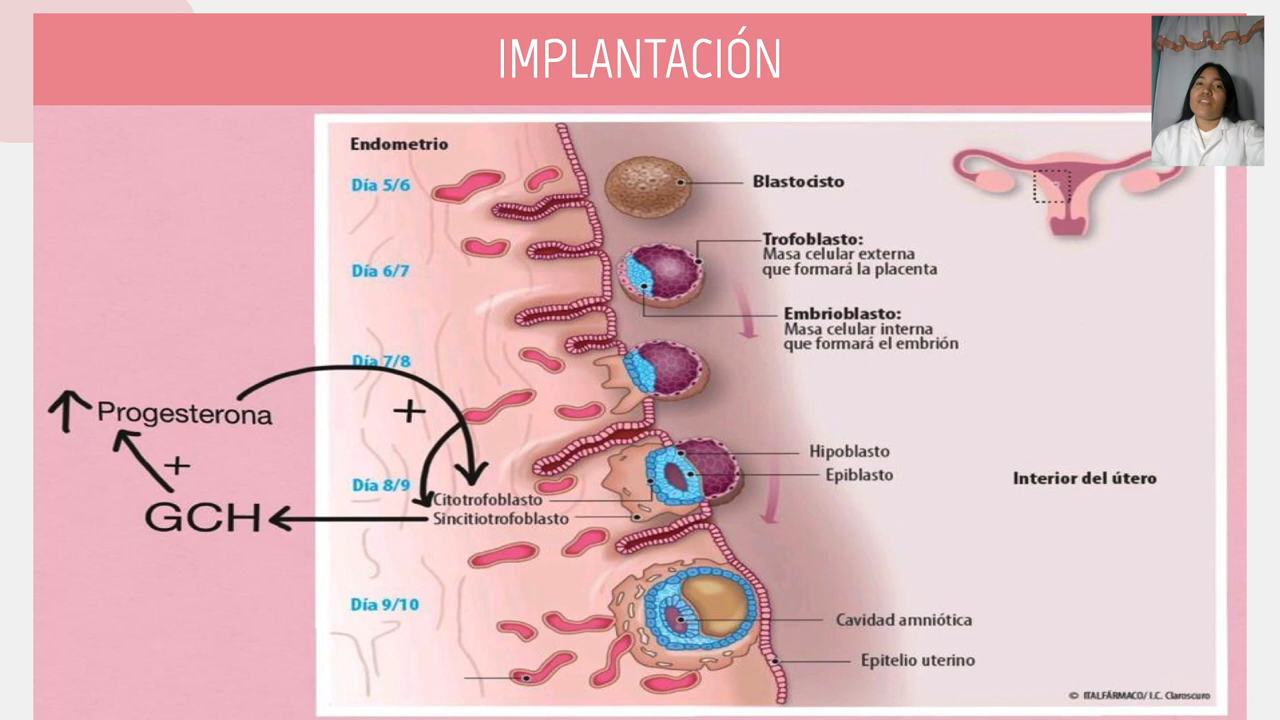 IMPLANTACIÓN
Endometrio
Día 5/6
Blastocisto
Trofoblasto:
Masa celular externa
que formará la placenta
Día 6/7
Embrioblasto:
Masa celular interna
que formará el embrión
Día 7/8
Progesterona
+
+
Hipoblasto
Epiblasto
Interior del útero
Día 8/9
Citotrofoblasto
Sincitiotrofoblasto
GCH
Día 9/10
Cavidad amniótica
Epitelio uterino
© ITALFÁRMACO/ I.C. Claroscuro